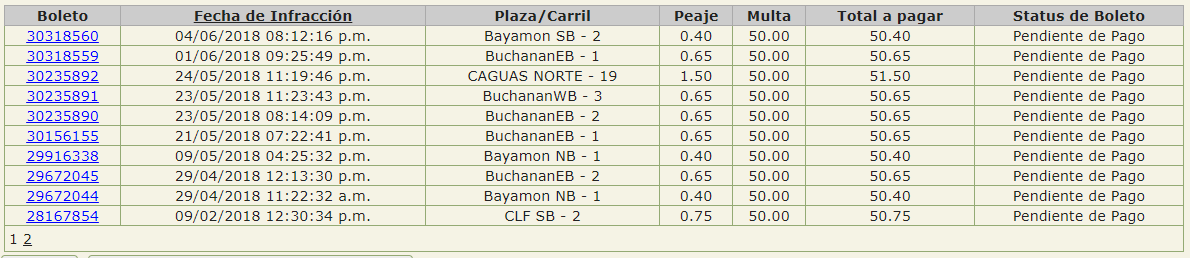 Boleto Fecha de Infracción Plaza/Carril Peaje Multa Total a pagar Status de Boleto
30318560 04/06/2018 08:12:16 p.m. Bayamon SB - 2 0.40 50.00 50.40 Pendiente de Pago
30318559 01/06/2018 09:25:49 p.m. BuchananEB - 1 0.65 50.00 50.65 Pendiente de Pago
30235892 24/05/2018 11:19:46 p.m. CAGUAS NORTE - 19 1.50 50.00 51.50 Pendiente de Pago
30235891 23/05/2018 11:23:43 p.m. BuchananWB - 3 0.65 50.00 50.65 Pendiente de Pago
30235890 23/05/2018 08:14:09 p.m. BuchananEB - 2 0.65 50.00 50.65 Pendiente de Pago
30156155 21/05/2018 07:22:41 p.m. BuchananEB - 1 0.65 50.00 50.65 Pendiente de Pago
29916338 09/05/2018 04:25:32 p.m. Bayamon NB - 1 0.40 50.00 50.40 Pendiente de Pago
29672045 29/04/2018 12:13:30 p.m. BuchananEB - 2 0.65 50.00 50.65 Pendiente de Pago
29672044 29/04/2018 11:22:32 a.m. Bayamon NB - 1 0.40 50.00 50.40 Pendiente de Pago
28167854 09/02/2018 12:30:34 p.m. CLF SB - 2 0.75 50.00 50.75 Pendiente de Pago
1 2